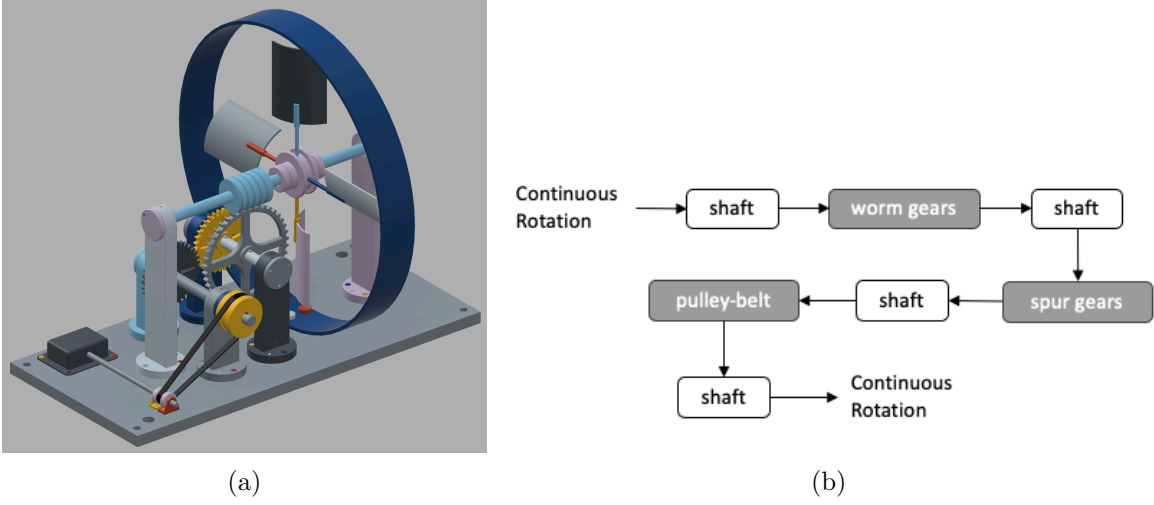 Continuous
Rotation
shaft
worm gears
shaft
pulley-belt
shaft
spur gears
shaft
Continuous
Rotation
(a)
(b)